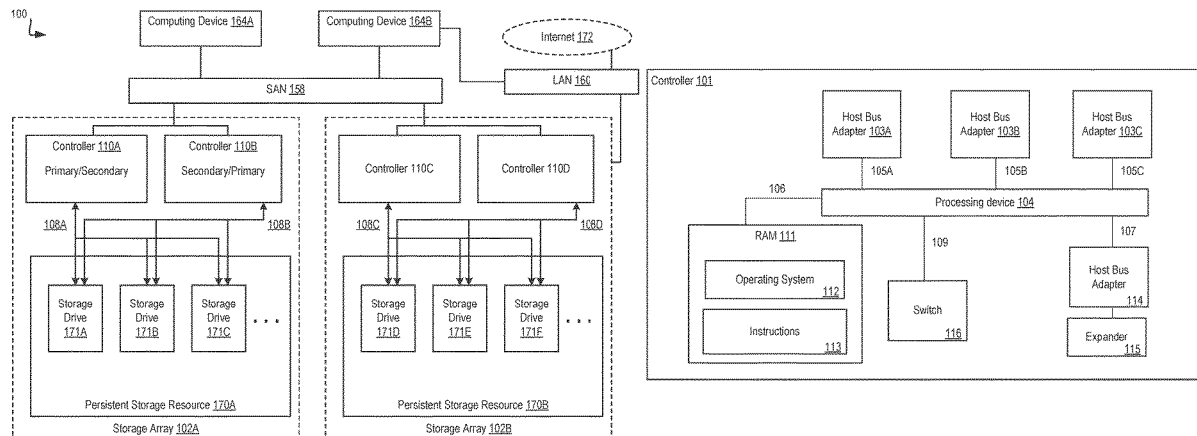 100
Computing Device 164A
Computing Device 164B
Internet 172
LAN 160
SAN 158
Controller 110A
Primary/Secondary
Controller 110B
Secondary/Primary
Controller 110C
Controller 110D
108A
108B
108C
108D
Storage
Drive
171A
Storage
Drive
171B
Storage
Drive
171C
. . .
Storage
Drive
171D
Storage
Drive
171E
Storage
Drive
171F
. . .
Persistent Storage Resource 170A
Persistent Storage Resource 170B
Storage Array 102A
Storage Array 102B
Controller 101
Host Bus
Adapter 103A
Host Bus
Adapter 103B
Host Bus
Adapter 103C
105A
105B
105C
106
Processing device 104
RAM 111
Operating System
112
Instructions
113
109
Switch
116
107
Host Bus
Adapter
114
Expander
115